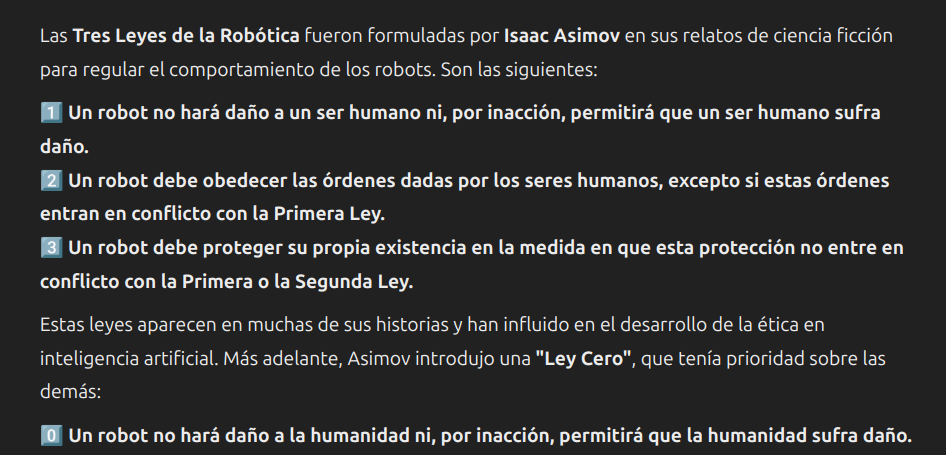 Las Tres Leyes de la Robótica fueron formuladas por Isaac Asimov en sus relatos de ciencia ficción
para regular el comportamiento de los robots. Son las siguientes:
1️⃣ Un robot no hará daño a un ser humano ni, por inacción, permitirá que un ser humano sufra
daño.
2️⃣ Un robot debe obedecer las órdenes dadas por los seres humanos, excepto si estas órdenes
entran en conflicto con la Primera Ley.
3️⃣ Un robot debe proteger su propia existencia en la medida en que esta protección no entre en
conflicto con la Primera o la Segunda Ley.
Estas leyes aparecen en muchas de sus historias y han influido en el desarrollo de la ética en
inteligencia artificial. Más adelante, Asimov introdujo una "Ley Cero", que tenía prioridad sobre las
demás:
0️⃣ Un robot no hará daño a la humanidad ni, por inacción, permitirá que la humanidad sufra daño.